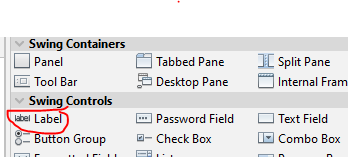 Swing Containers
Panel Tabbed Pane Split Pane
Tool Bar Desktop Pane Internal Fram
Swing Controls
label Label Password Field Text Field
Button Group Check Box Combo Box